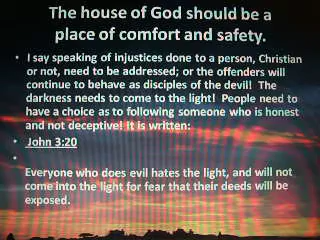 The house of God should be a
place of comfort and safety.
• I say speaking of injustices done to a person, Christian
or not, need to be addressed; or the offenders will
continue to behave as disciples of the devil!  The
darkness needs to come to the light!  People need to
have a choice as to following someone who is honest
and not deceptive! It is written:
• John 3:20
•
Everyone who does evil hates the light, and will not
come into the light for fear that their deeds will be
exposed.